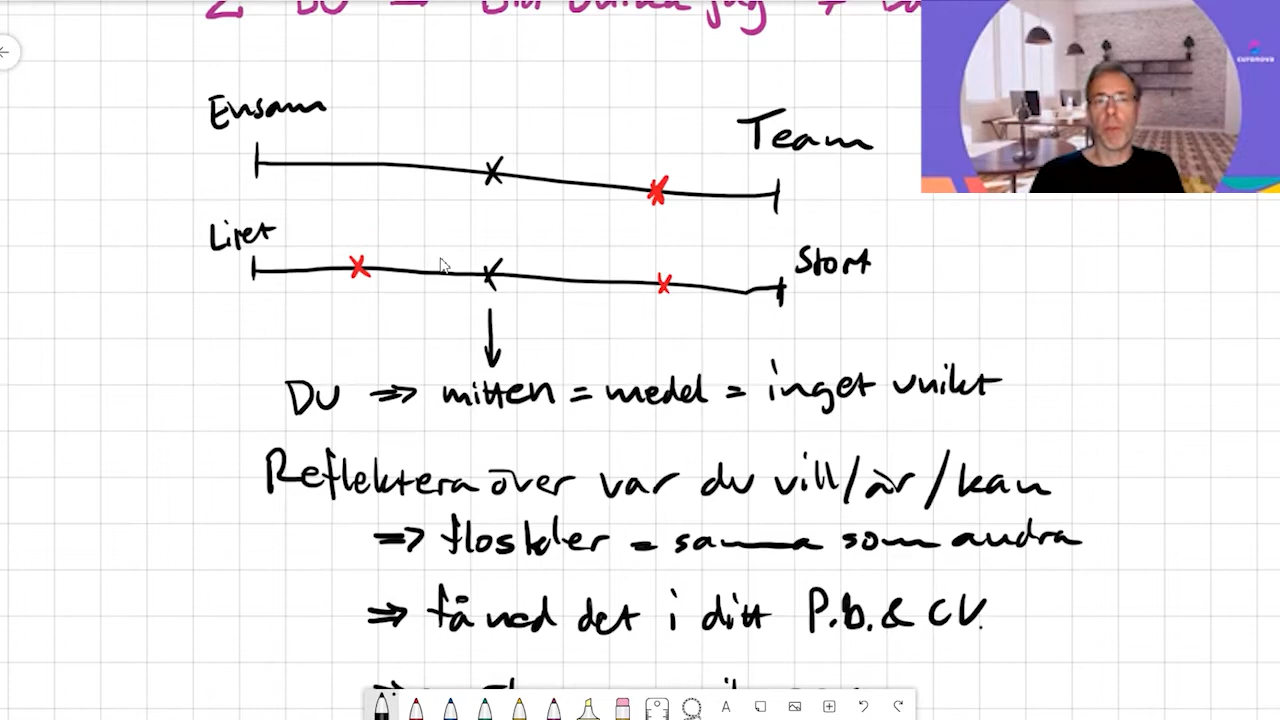 Ensam
Team
Litet
Stort
Du => mitten = medel = inget unikt
Reflektera över var du vill/är/kan
=> floskler = samma som andra
=> få ned det i ditt P.b. & CV.